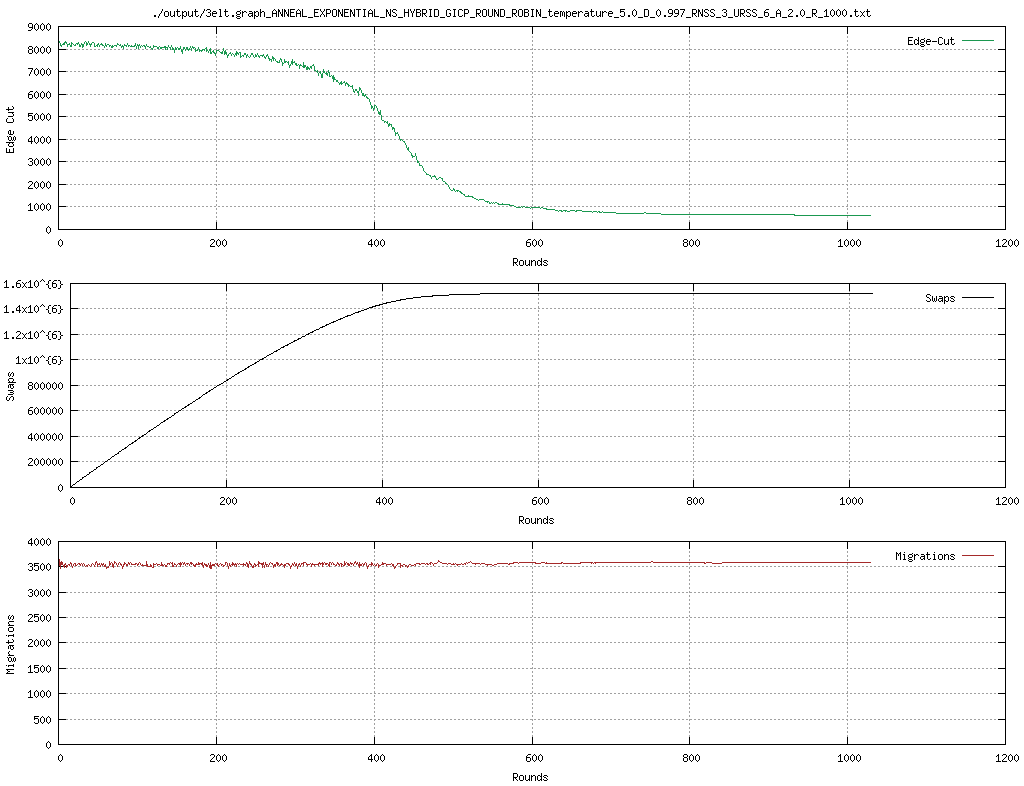 ./output/3elt.graph_ANNEAL_EXPONENTIAL_NS_HYBRID_GICP_ROUND_ROBIN_temperature_5.0_D_0.997_RNSS_3_URSS_6_A_2.0_R_1000.txt
9000
8000
7000
6000
5000
4000
3000
2000
1000
0
Edge Cut
Edge-Cut
0 200 400 600 800 1000 1200
Rounds
1.6x10^{6}
1.4x10^{6}
1.2x10^{6}
1x10^{6}
800000
600000
400000
200000
0
Swaps
Swaps
0 200 400 600 800 1000 1200
Rounds
4000
3500
3000
2500
2000
1500
1000
500
0
Migrations
Migrations
0 200 400 600 800 1000 1200
Rounds